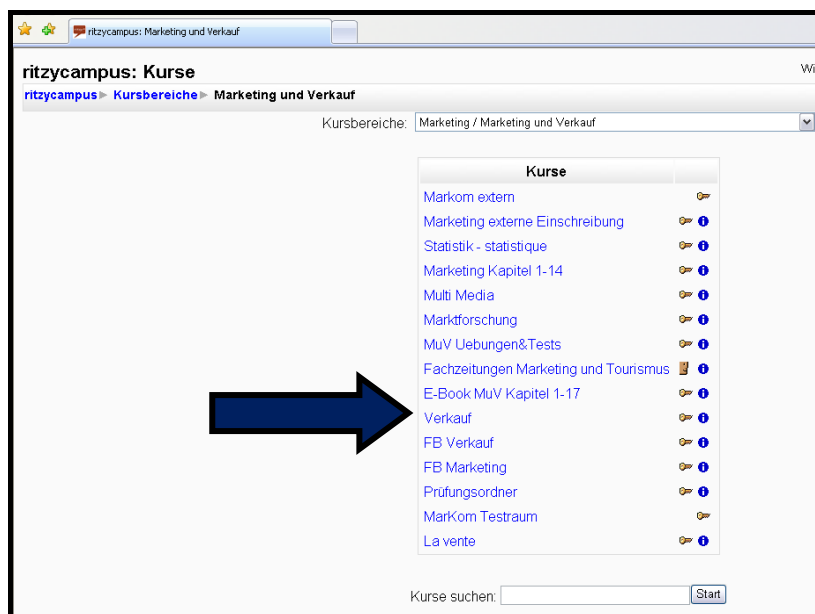 ritzycampus: Marketing und Verkauf
ritzycampus: Kurse
Wi
ritzycampus ► Kursbereiche ► Marketing und Verkauf
Kursbereiche: Marketing / Marketing und Verkauf
Kurse
Markom extern
Marketing externe Einschreibung
Statistik - statistique
Marketing Kapitel 1-14
Multi Media
Marktforschung
MuV Uebungen&Tests
Fachzeitungen Marketing und Tourismus
E-Book MuV Kapitel 1-17
Verkauf
FB Verkauf
FB Marketing
Prüfungsordner
MarKom Testraum
La vente
Kurse suchen: Start